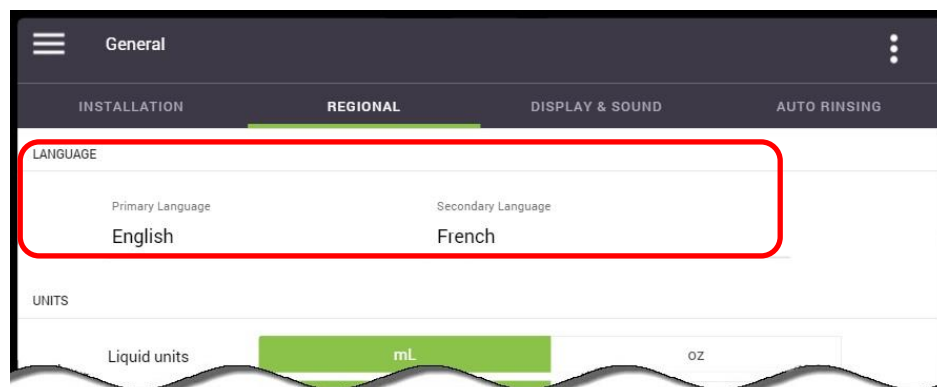 General
INSTALLATION REGIONAL DISPLAY & SOUND AUTO RINSING
LANGUAGE
Primary Language Secondary Language
English French
UNITS
Liquid units mL oz